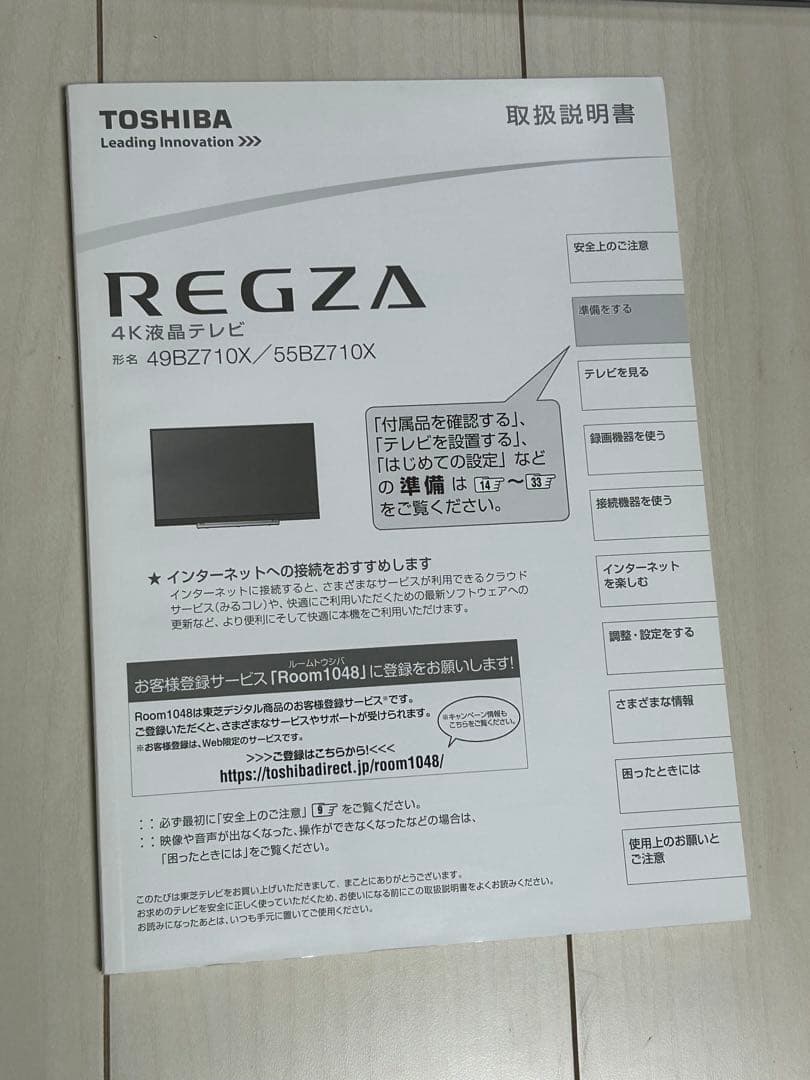 TOSHIBA
Leading Innovation >>>
取扱説明書
REGZA
4K液晶テレビ
形名 49BZ710X／55BZ710X
安全上のご注意
準備をする
テレビを見る
録画機器を使う
接続機器を使う
インターネット
を楽しむ
調整・設定をする
さまざまな情報
困ったときには
使用上のお願いと
ご注意
「付属品を確認する」、
「テレビを設置する」、
「はじめての設定」など
の 準備 は 14 ～ 33
をご覧ください。
★ インターネットへの接続をおすすめします
インターネットに接続すると、さまざまなサービスが利用できるクラウド
サービス(みるコレ)や、快適にご利用いただくための最新ソフトウェアへの
更新など、より便利にそして快適に本機をご利用いただけます。
ルームトウシバ
お客様登録サービス「Room1048」に登録をお願いします!
Room1048は東芝デジタル商品のお客様登録サービス※です。
ご登録いただくと、さまざまなサービスやサポートが受けられます。
※お客様登録は、Web限定のサービスです。
※キャンペーン情報も
こちらをご覧ください。
>>>ご登録はこちらから!<<<
https://toshibadirect.jp/room1048/
：：必ず最初に「安全上のご注意」 9 をご覧ください。
：：映像や音声が出なくなった、操作ができなくなったなどの場合は、
「困ったときには」をご覧ください。
このたびは東芝テレビをお買い上げいただきまして、まことにありがとうございます。
お求めのテレビを安全に正しく使っていただくため、お使いになる前にこの取扱説明書をよくお読みください。
お読みになったあとは、いつも手元に置いてご使用ください。